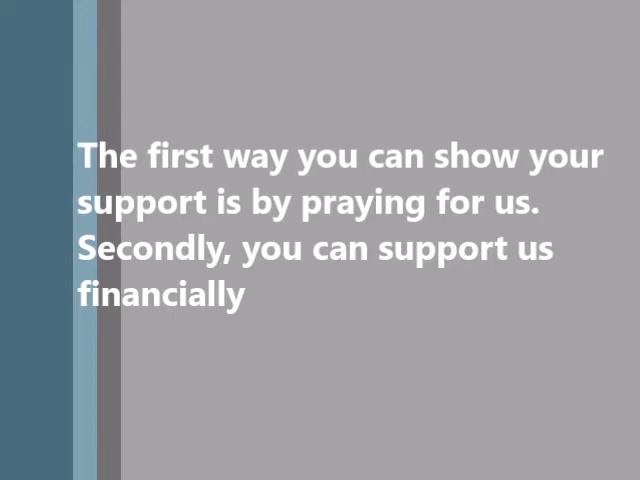 The first way you can show your
support is by praying for us.
Secondly, you can support us
financially